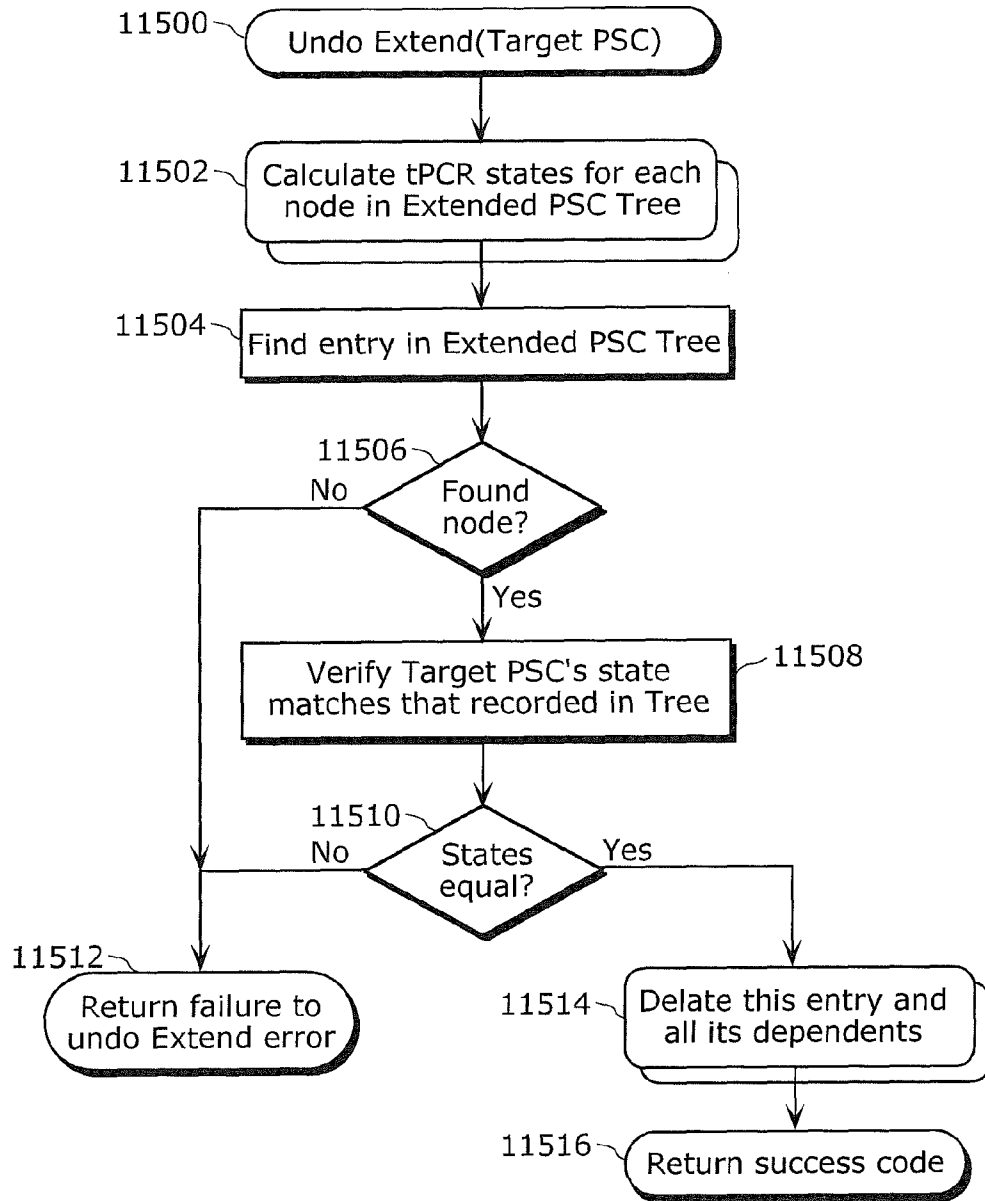 11500
Undo Extend(Target PSC)
11502
Calculate tPCR states for each
node in Extended PSC Tree
11504
Find entry in Extended PSC Tree
11506
No
Found
node?
Yes
Verify Target PSC's state
matches that recorded in Tree
11508
11510
No
States
equal?
Yes
11512
Return failure to
undo Extend error
11514
Delate this entry and
all its dependents
11516
Return success code